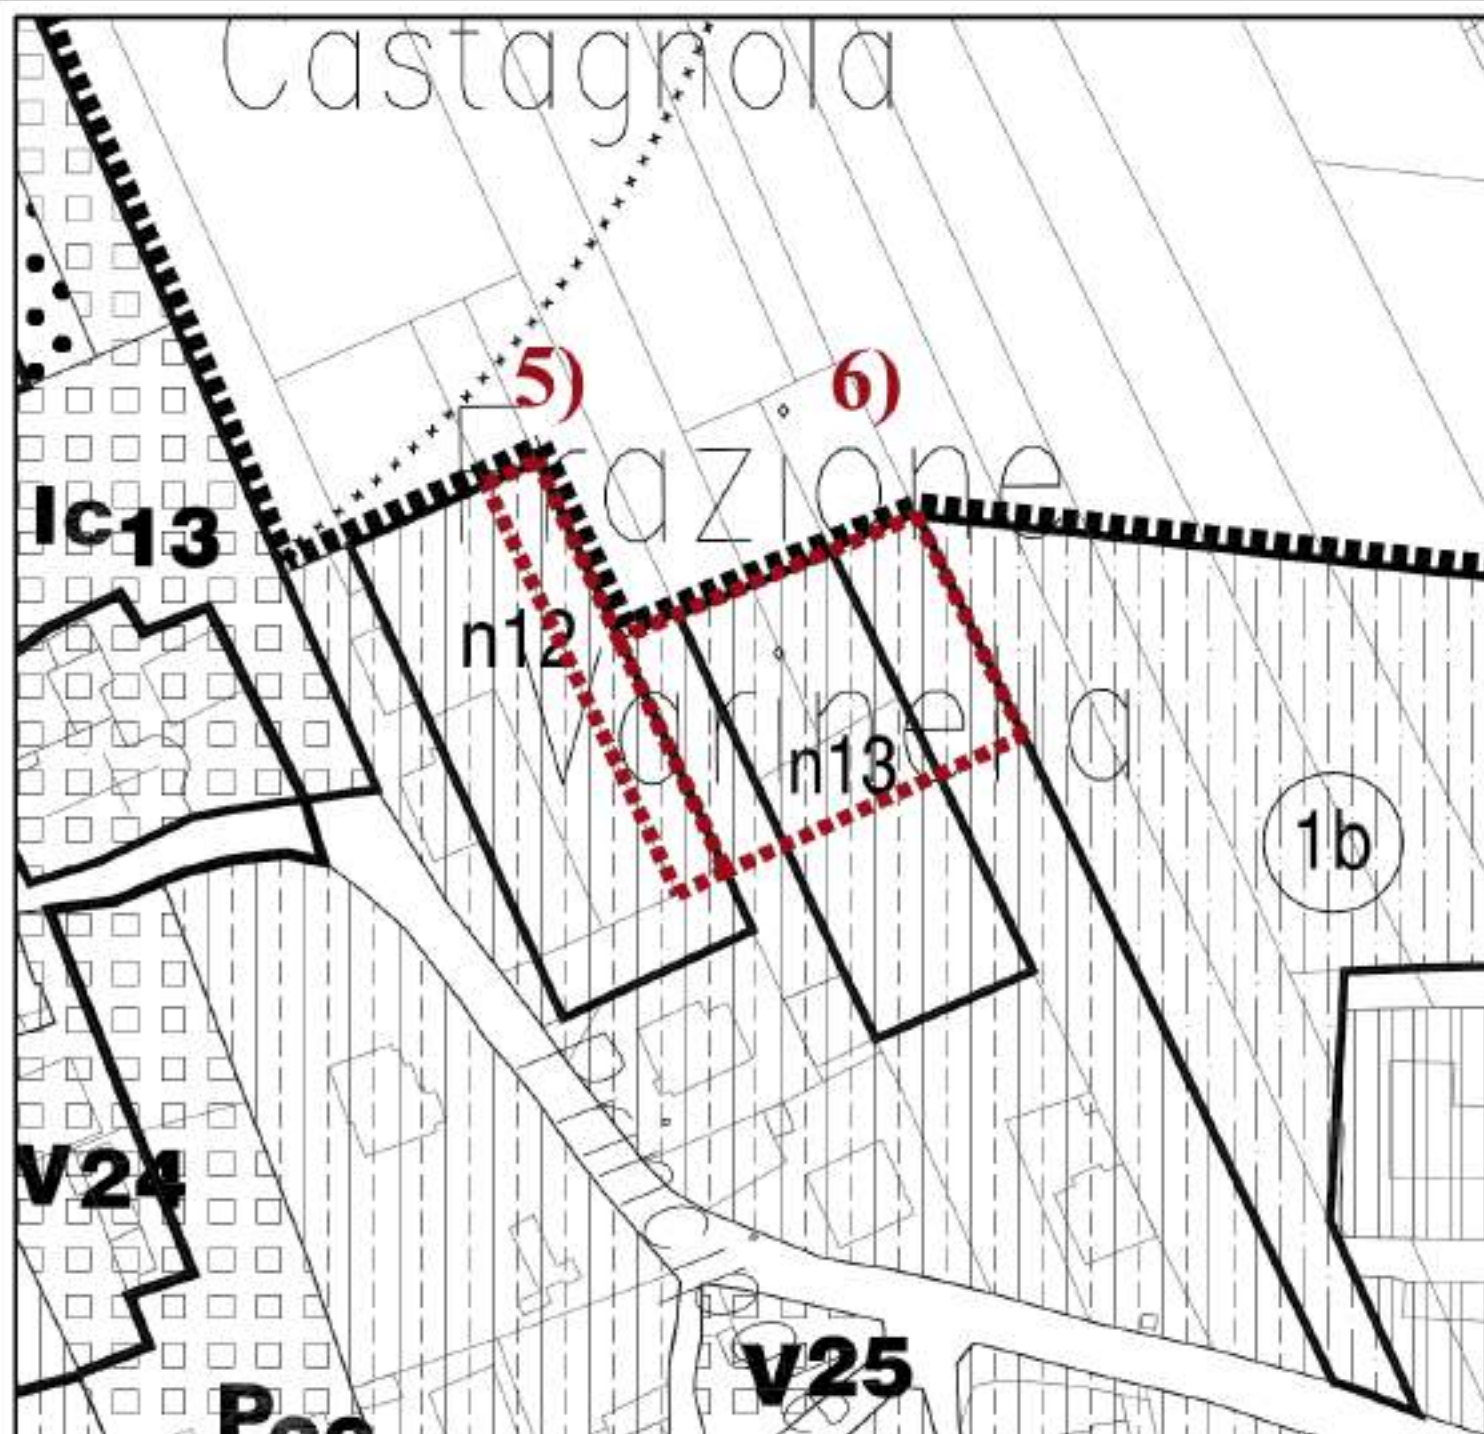 Castagnola
5) 6)
Frazione
Ic13
n12
Varinella
n13
1b
V24
V25